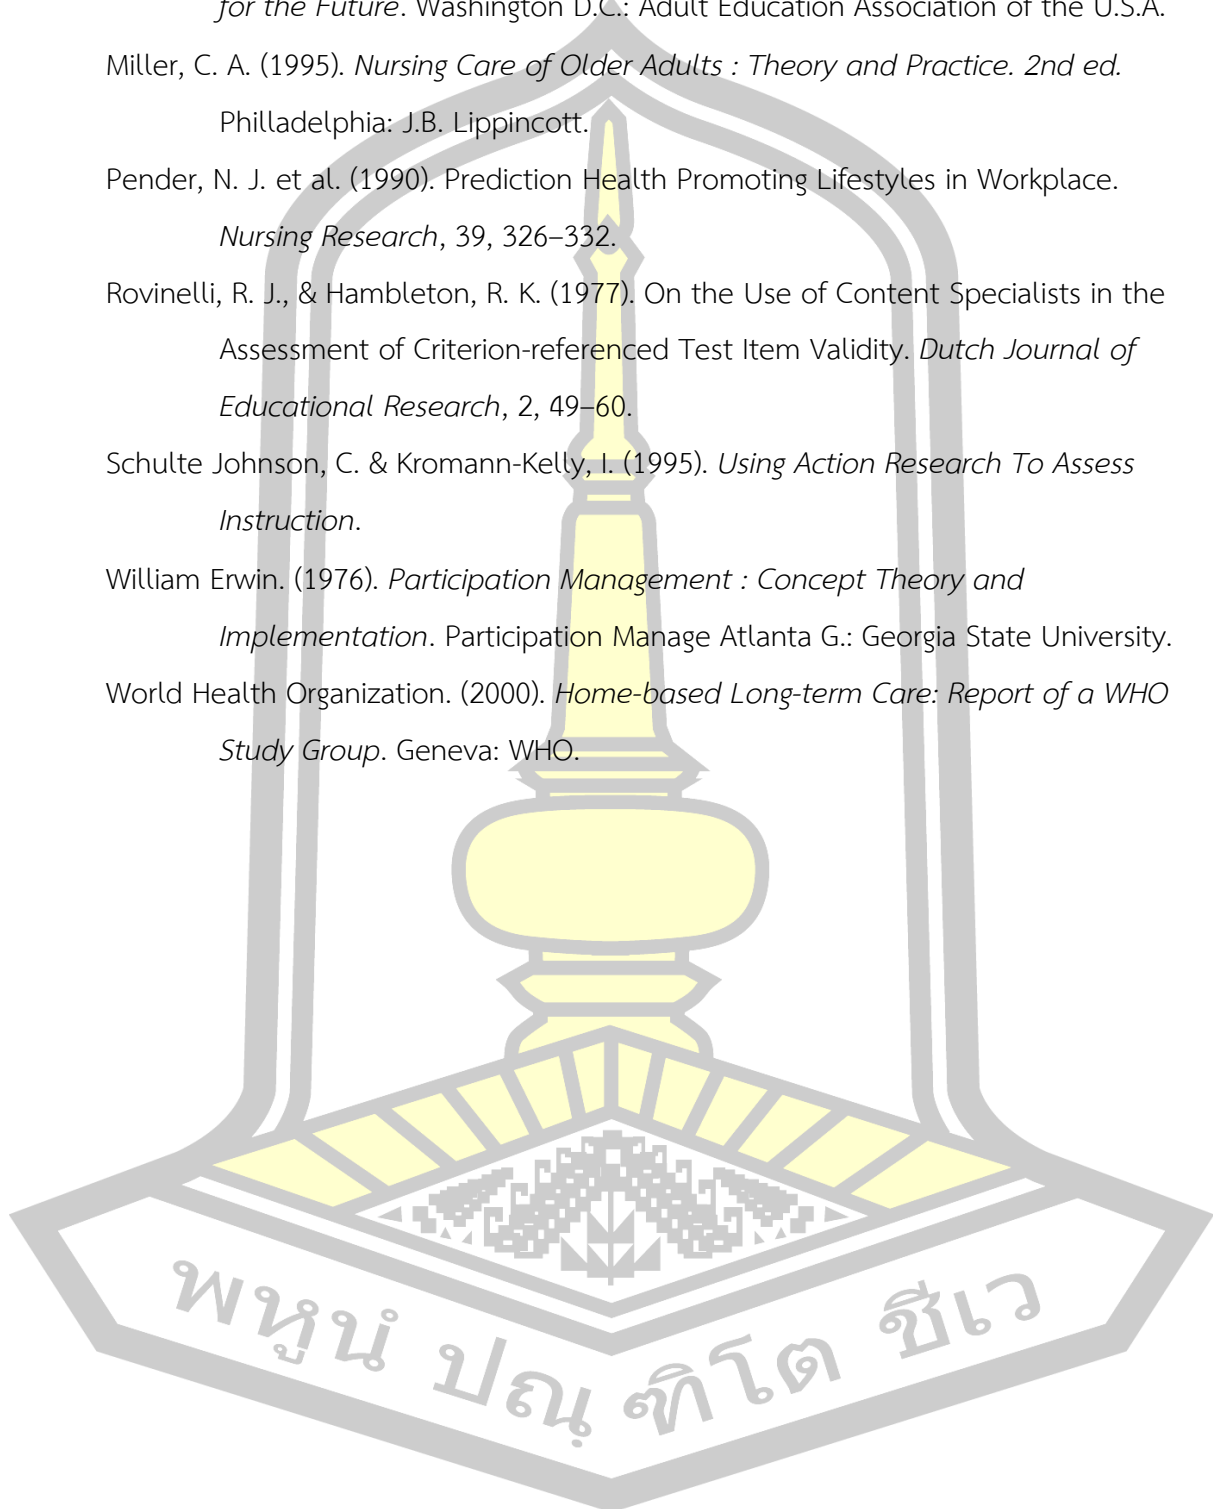 for the Future. Washington D.C.: Adult Education Association of the U.S.A.
Miller, C. A. (1995). Nursing Care of Older Adults : Theory and Practice. 2nd ed.
Philladelphia: J.B. Lippincott.
Pender, N. J. et al. (1990). Prediction Health Promoting Lifestyles in Workplace.
Nursing Research, 39, 326–332.
Rovinelli, R. J., & Hambleton, R. K. (1977). On the Use of Content Specialists in the
Assessment of Criterion-referenced Test Item Validity. Dutch Journal of
Educational Research, 2, 49–60.
Schulte Johnson, C. & Kromann-Kelly, I. (1995). Using Action Research To Assess
Instruction.
William Erwin. (1976). Participation Management : Concept Theory and
Implementation. Participation Manage Atlanta G.: Georgia State University.
World Health Organization. (2000). Home-based Long-term Care: Report of a WHO
Study Group. Geneva: WHO.
พหูนํ ปณฺฑิโต ชีเว